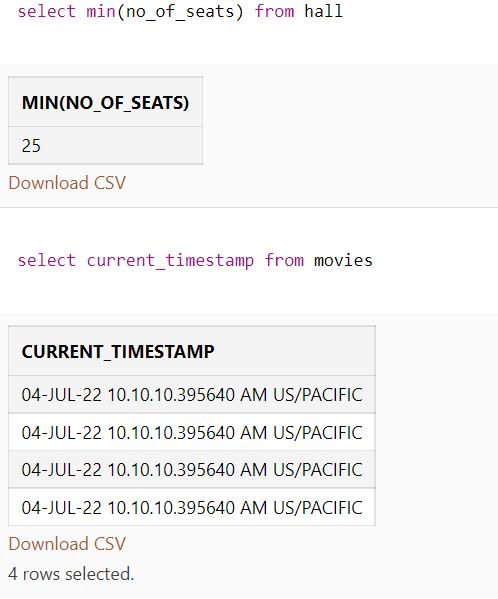 select min(no_of_seats) from hall
MIN(NO_OF_SEATS)
25
Download CSV
select current_timestamp from movies
CURRENT_TIMESTAMP
04-JUL-22 10.10.10.395640 AM US/PACIFIC
04-JUL-22 10.10.10.395640 AM US/PACIFIC
04-JUL-22 10.10.10.395640 AM US/PACIFIC
04-JUL-22 10.10.10.395640 AM US/PACIFIC
Download CSV
4 rows selected.